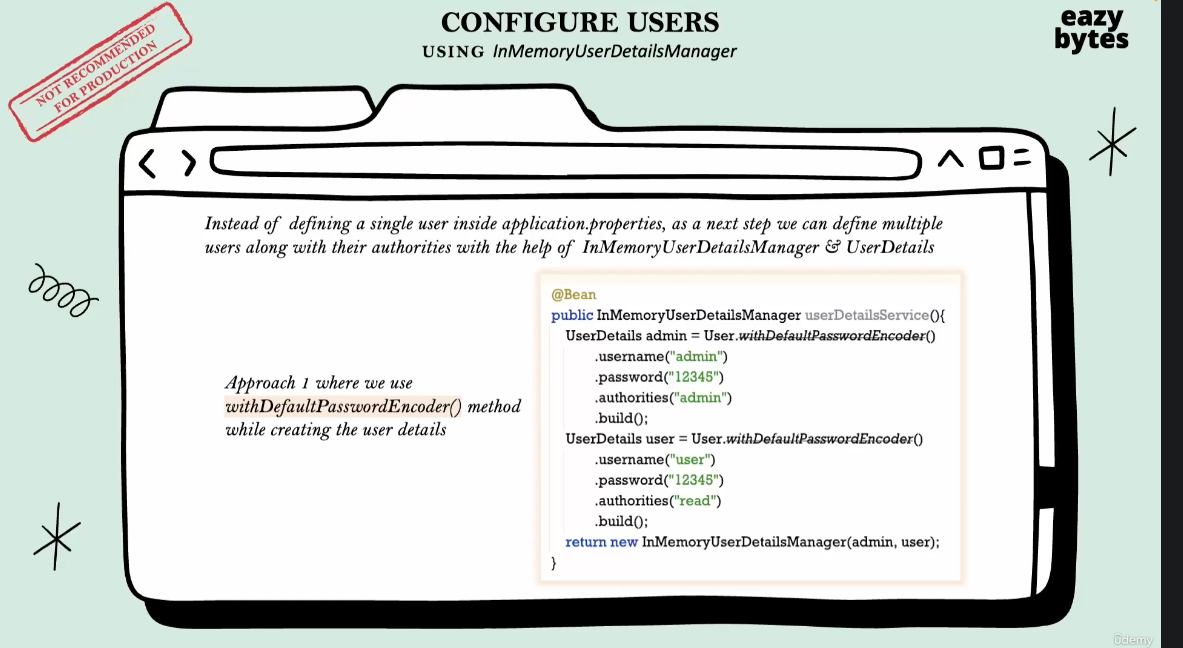 CONFIGURE USERS
USING InMemoryUserDetailsManager
eazy
bytes
NOT RECOMMENDED
FOR PRODUCTION
Instead of defining a single user inside application.properties, as a next step we can define multiple
users along with their authorities with the help of InMemoryUserDetailsManager & UserDetails
Approach 1 where we use
withDefaultPasswordEncoder() method
while creating the user details
@Bean
public InMemoryUserDetailsManager userDetailsService(){
UserDetails admin = User.withDefaultPasswordEncoder()
.username("admin")
.password("12345")
.authorities("admin")
.build();
UserDetails user = User.withDefaultPasswordEncoder()
.username("user")
.password("12345")
.authorities("read")
.build();
return new InMemoryUserDetailsManager(admin, user);
}
ûdemy